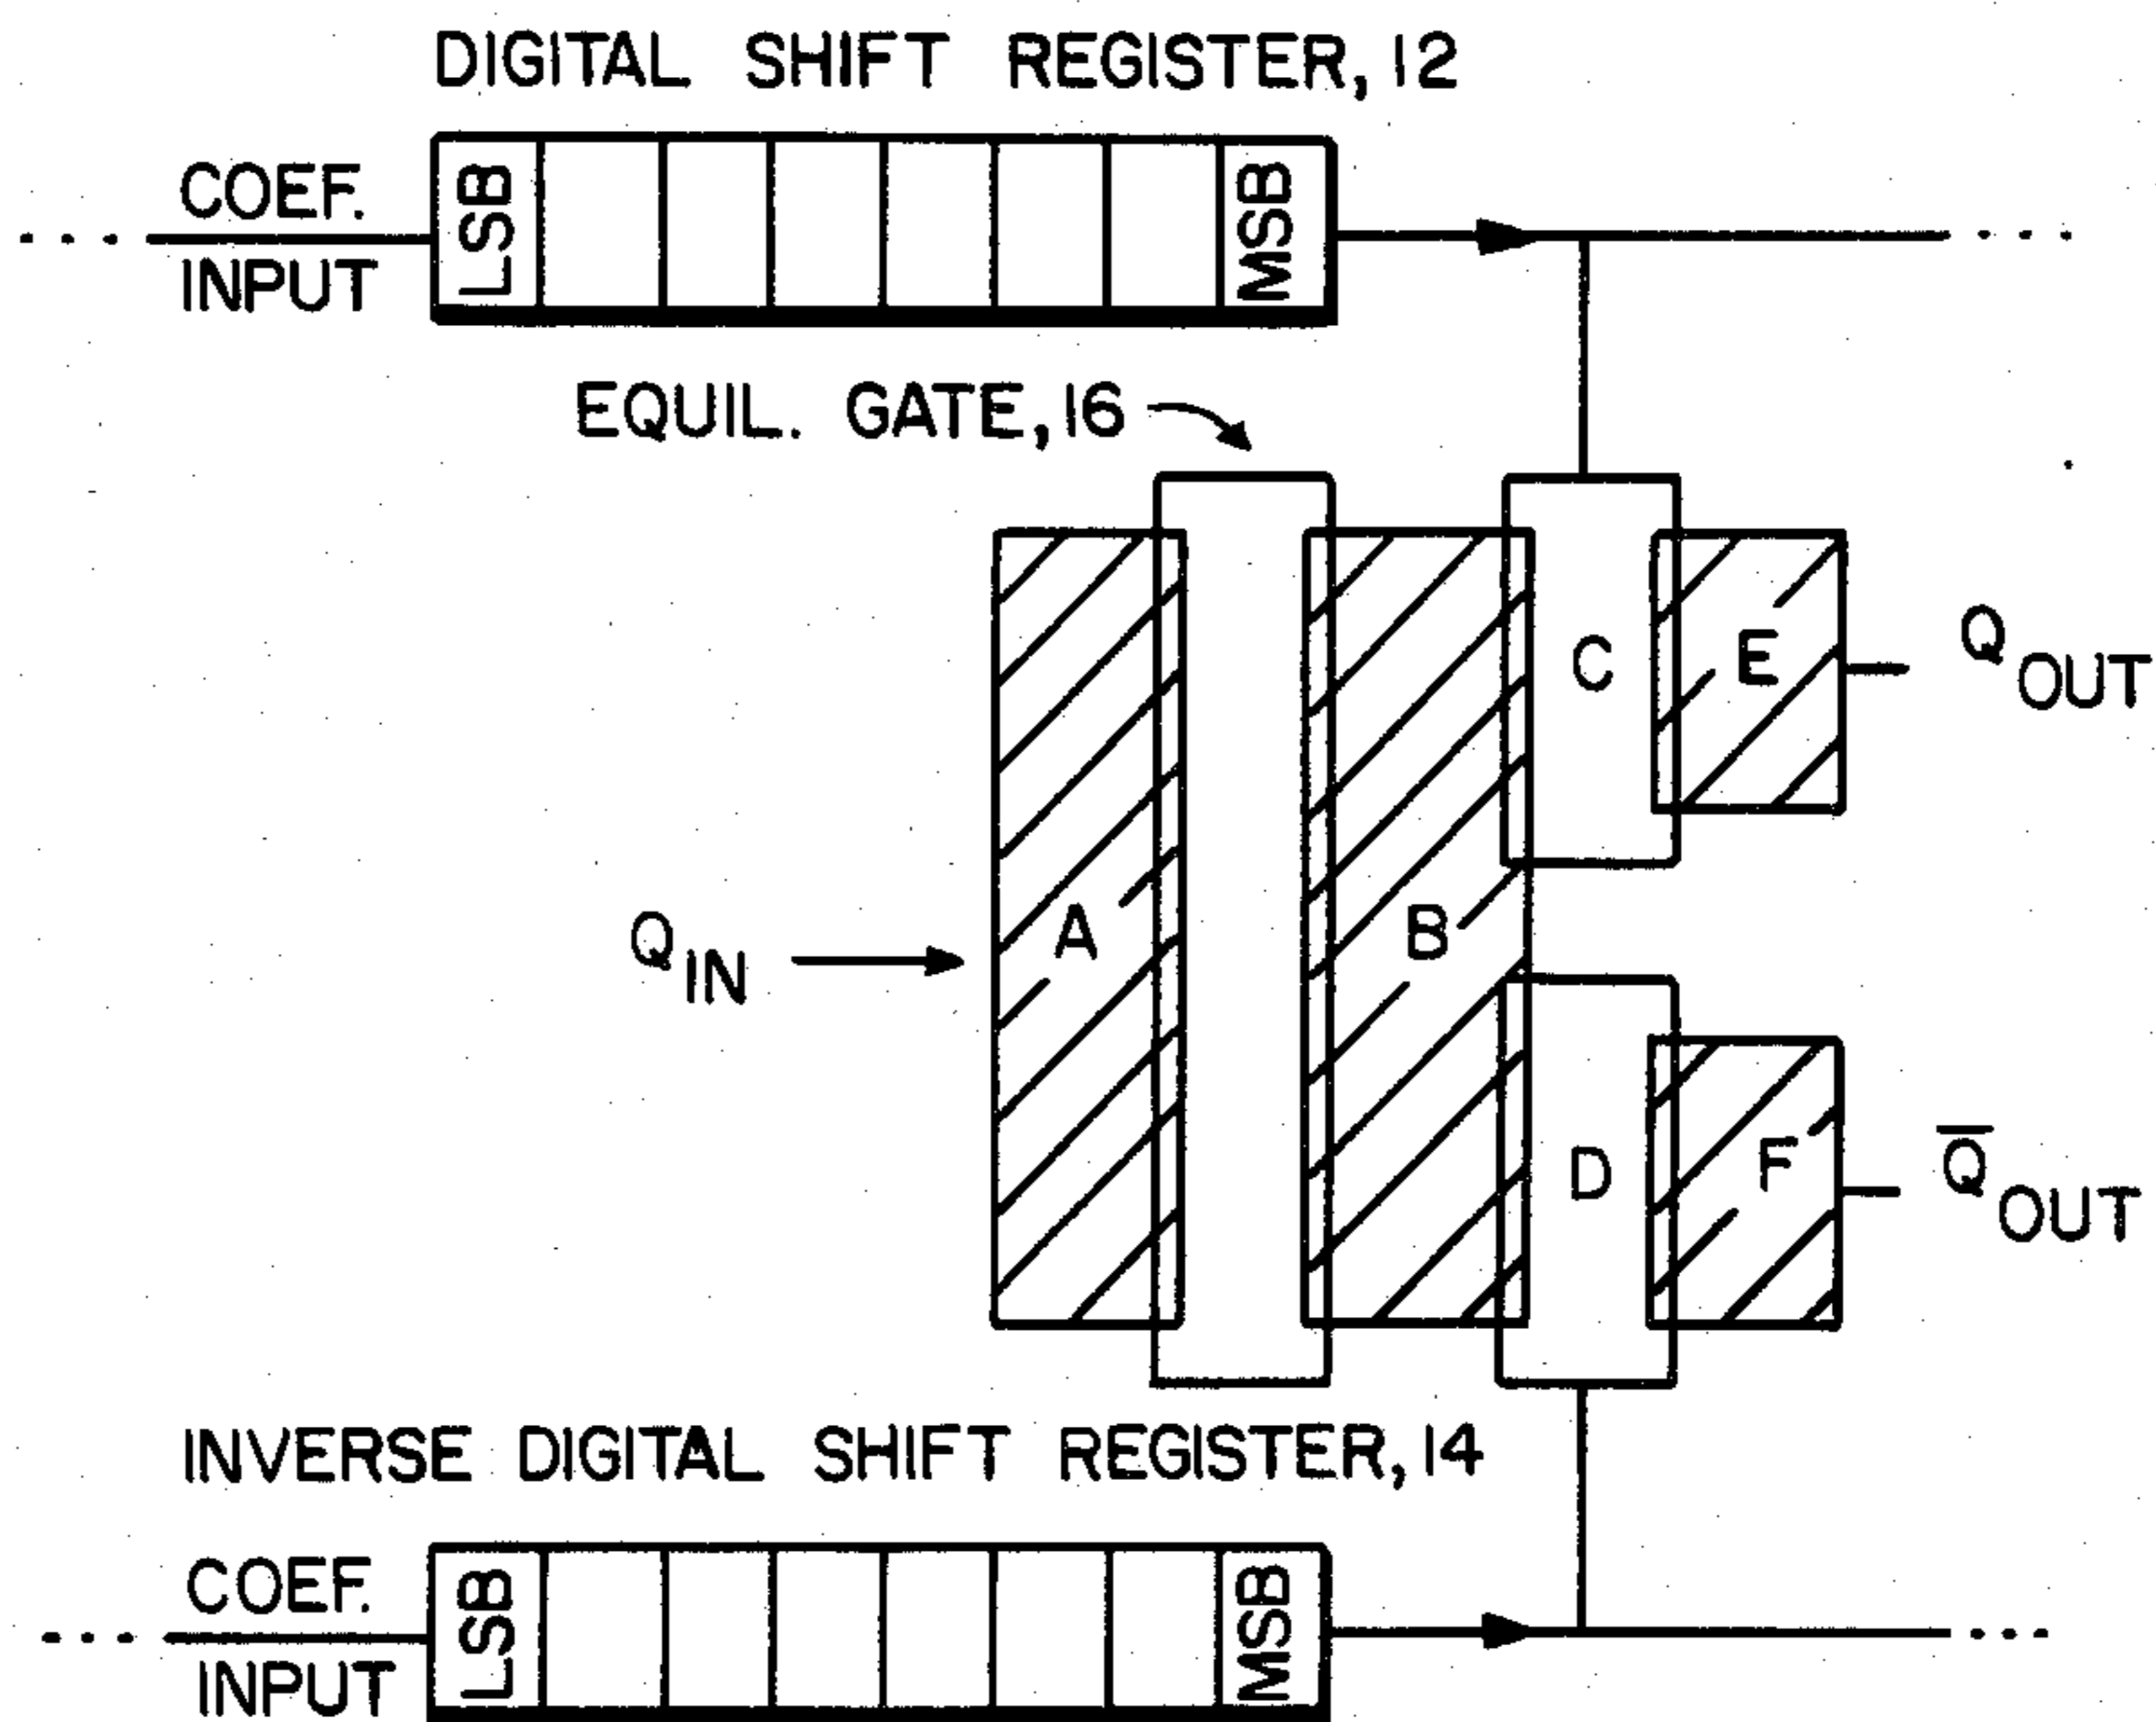 DIGITAL SHIFT REGISTER, 12
COEF.
INPUT
LSB
MSB
EQUIL. GATE, 16
C
E
Q OUT
Q IN
A
B
D
F
Q̅ OUT
INVERSE DIGITAL SHIFT REGISTER, 14
COEF.
INPUT
LSB
MSB